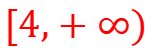 [4, + ∞)